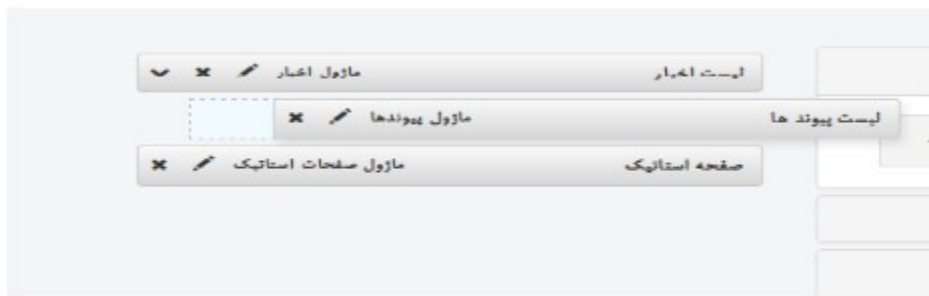 لیست اخبار ماژول اخبار
لیست پیوند ها ماژول پیوندها
صفحه استاتیک ماژول صفحات استاتیک